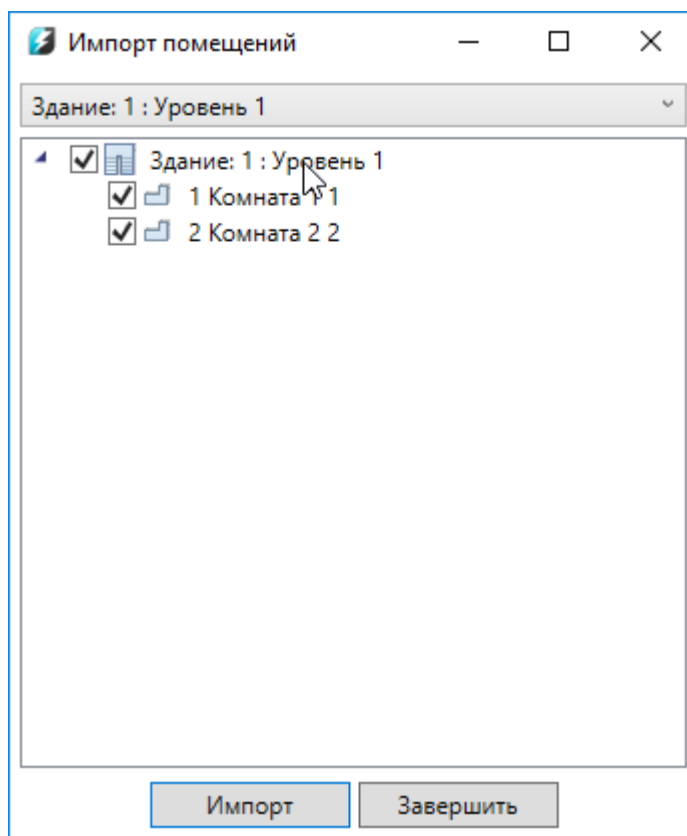 Импорт помещений
Здание: 1 : Уровень 1
Здание: 1 : Уровень 1
1 Комната 1 1
2 Комната 2 2
Импорт
Завершить